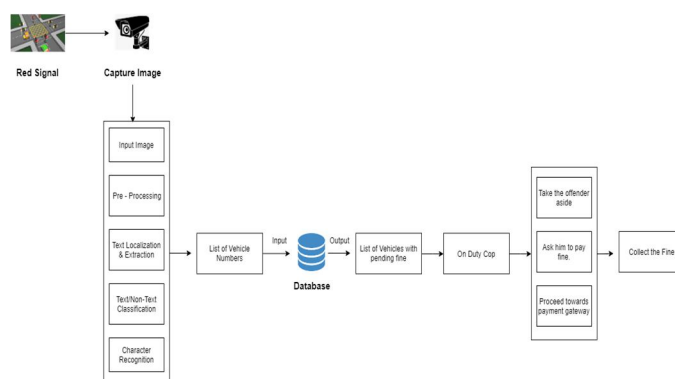 Red Signal
Capture Image
Input Image
Pre - Processing
Text Localization
& Extraction
Text/Non-Text
Classification
Character
Recognition
List of Vehicle
Numbers
Input
Database
Output
List of Vehicles with
pending fine
On Duty Cop
Take the offender
aside
Ask him to pay
fine.
Proceed towards
payment gateway
Collect the Fine